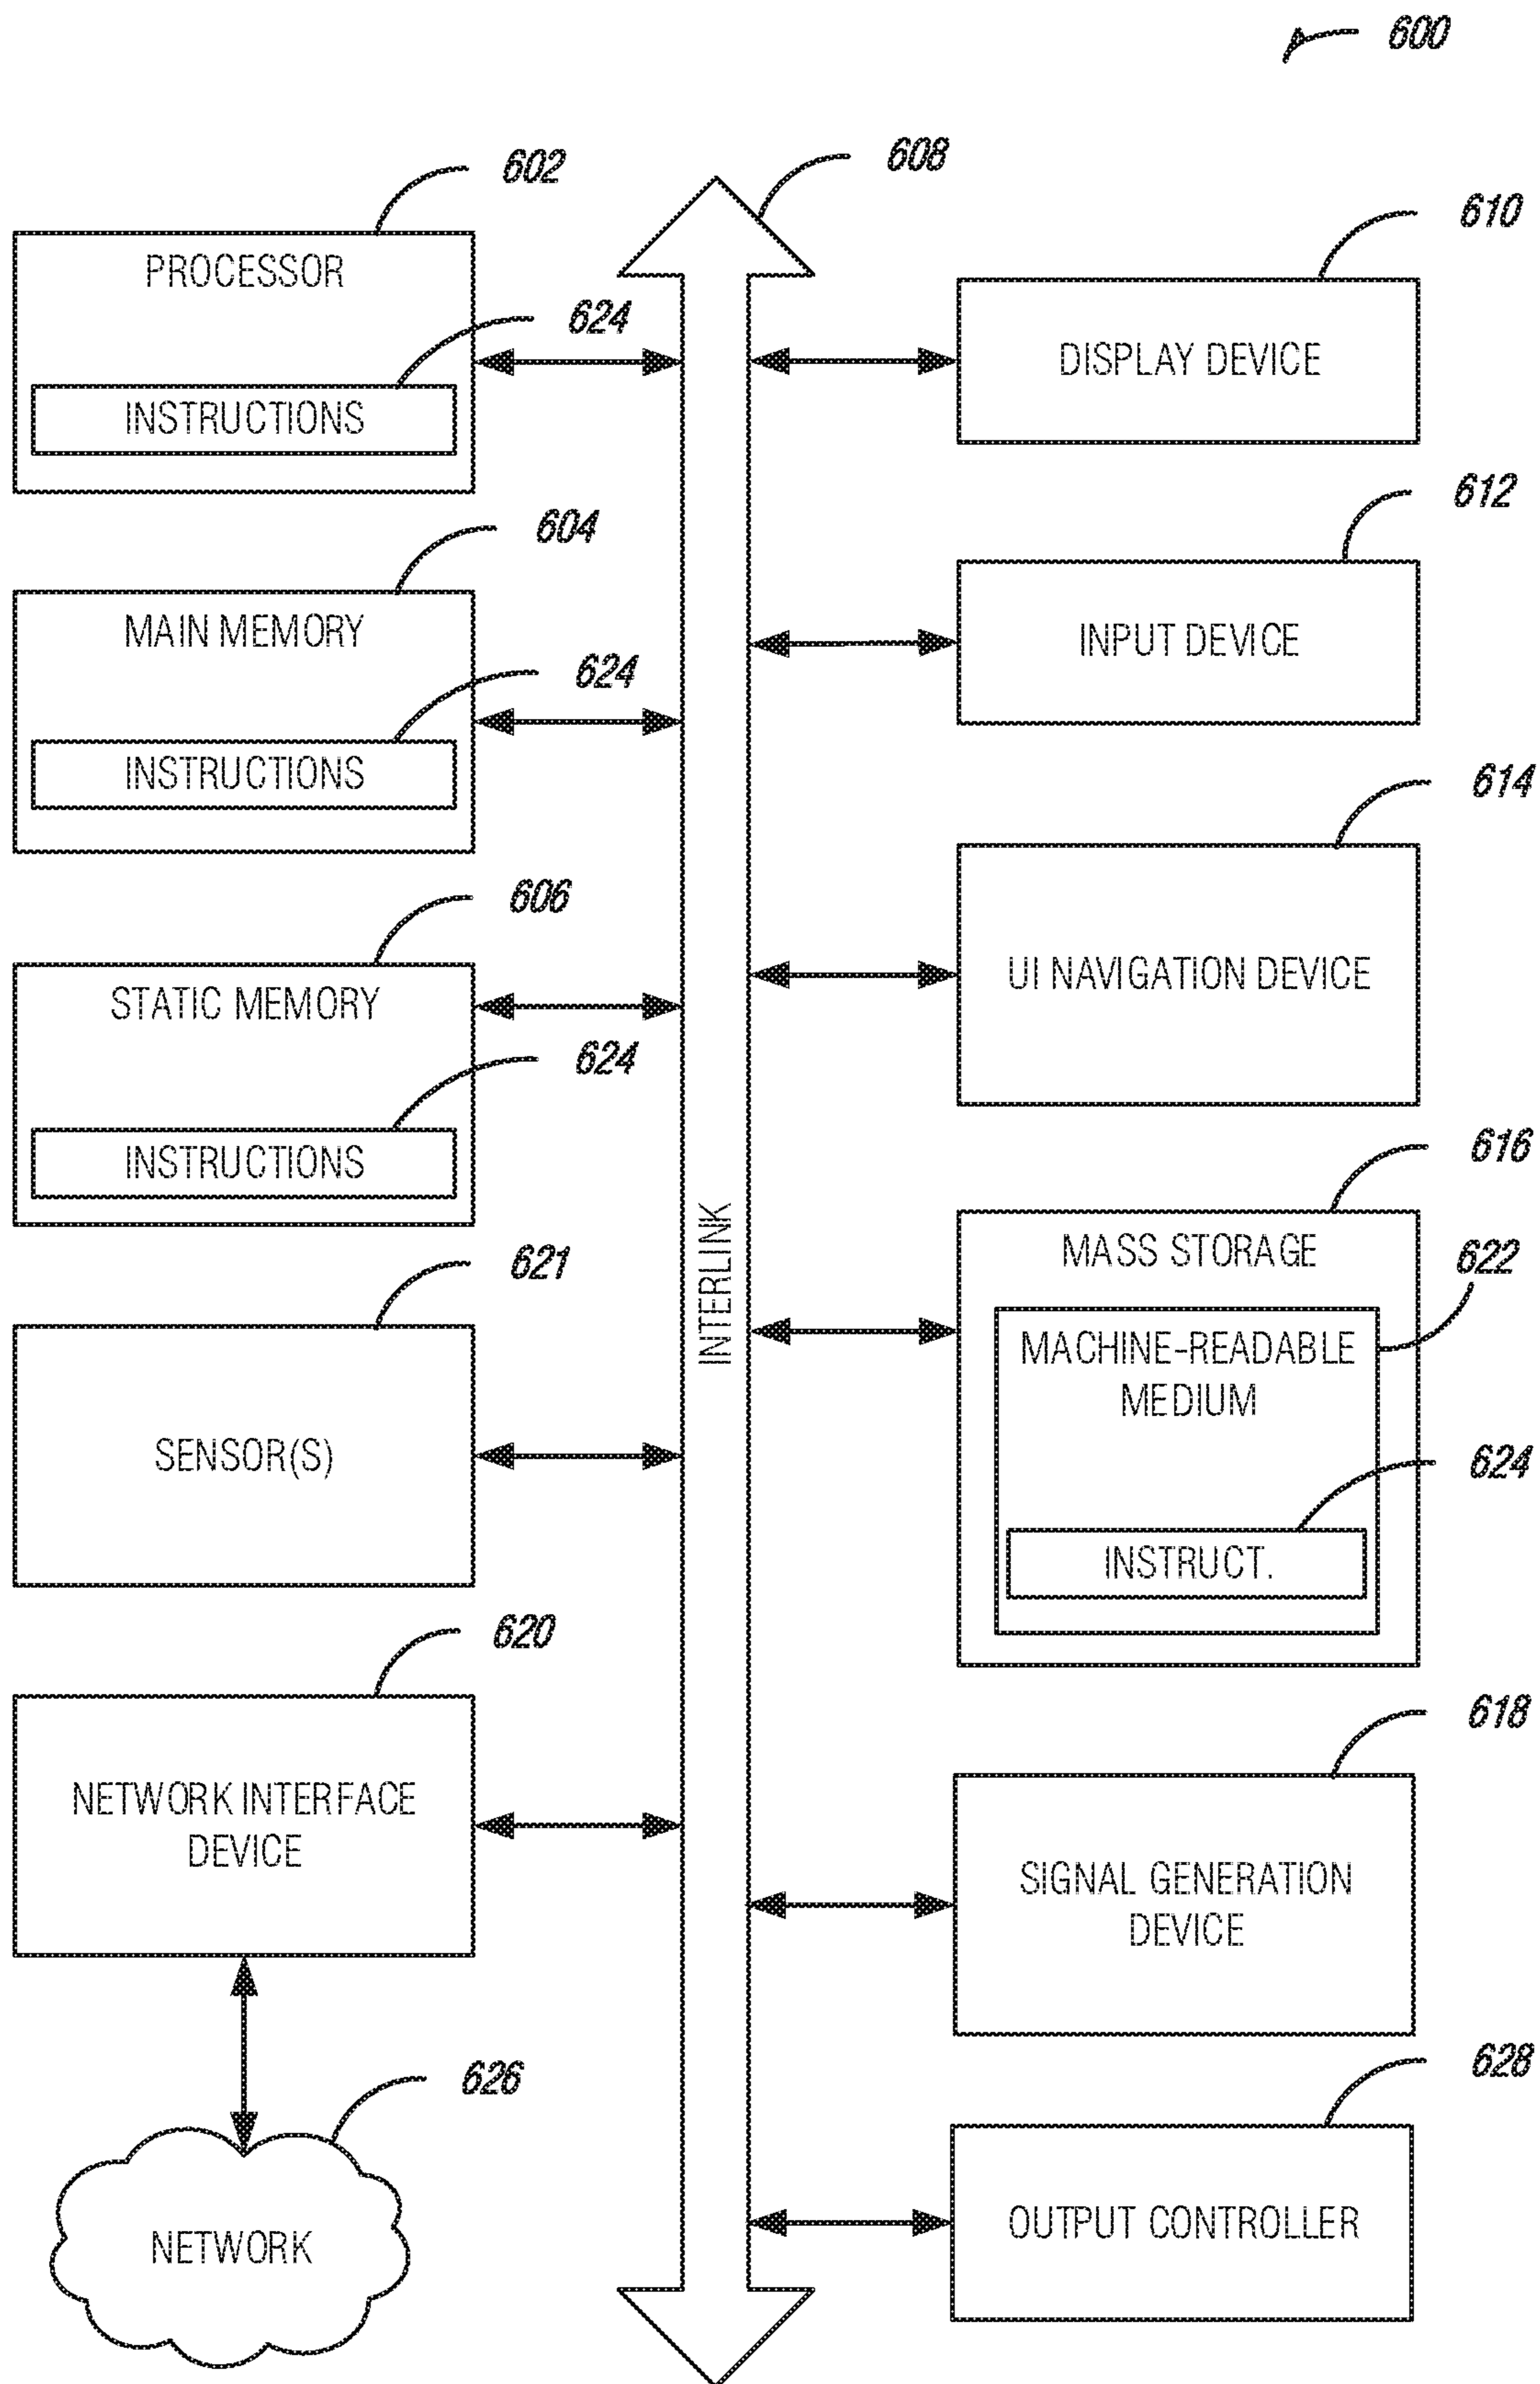 600
602
PROCESSOR
624
INSTRUCTIONS
604
MAIN MEMORY
624
INSTRUCTIONS
606
STATIC MEMORY
624
INSTRUCTIONS
621
SENSOR(S)
620
NETWORK INTERFACE
DEVICE
626
NETWORK
608
INTERLINK
610
DISPLAY DEVICE
612
INPUT DEVICE
614
UI NAVIGATION DEVICE
616
MASS STORAGE
622
MACHINE-READABLE
MEDIUM
624
INSTRUCT.
618
SIGNAL GENERATION
DEVICE
628
OUTPUT CONTROLLER